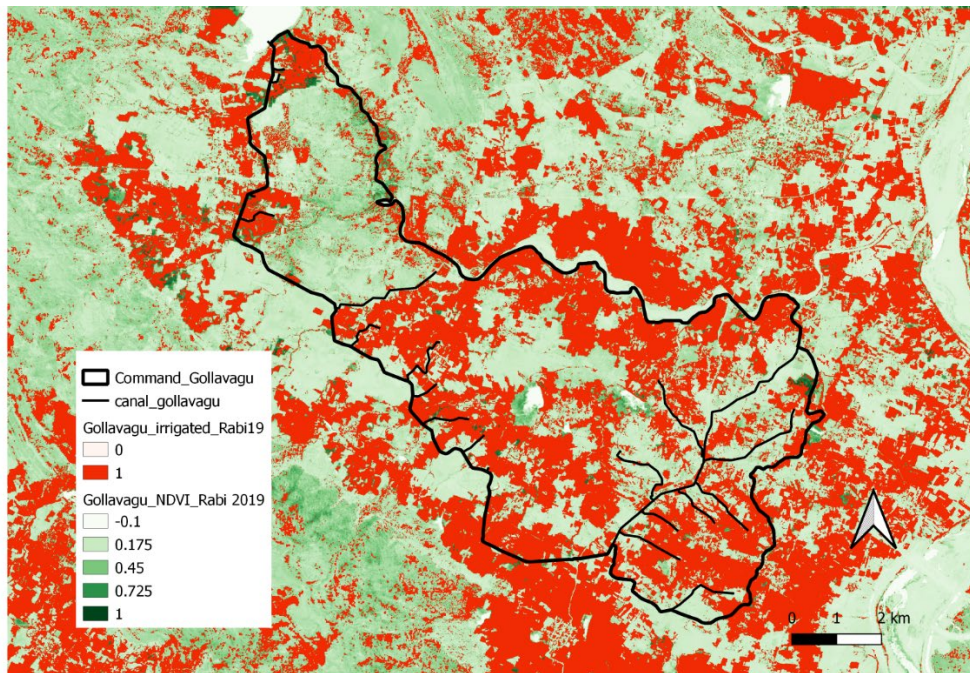 Command_Gollavagu
canal_gollavagu
Gollavagu_irrigated_Rabi19
0
1
Gollavagu_NDVI_Rabi 2019
-0.1
0.175
0.45
0.725
1
0 1 2 km